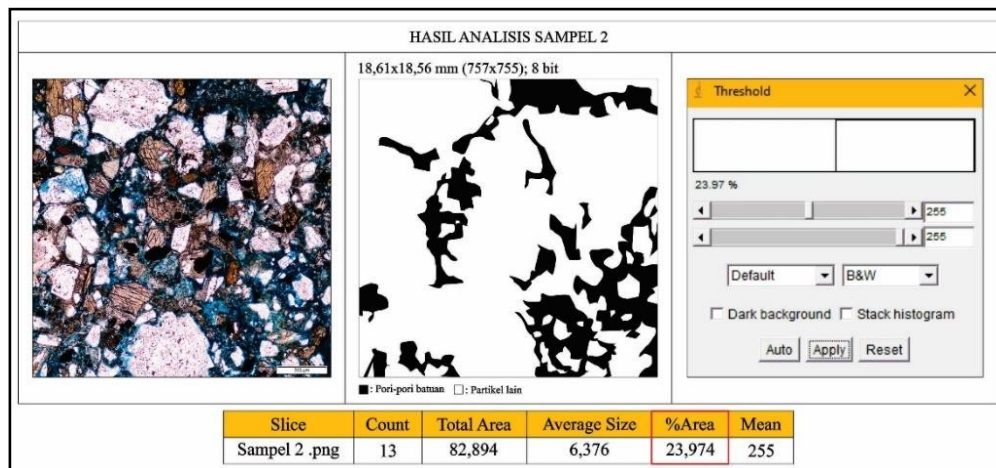 HASIL ANALISIS SAMPEL 2
18,61x18,56 mm (757x755); 8 bit
: Pori-pori batuan : Partikel lain
Threshold
23.97 %
255
255
Default B&W
Dark background Stack histogram
Auto Apply Reset
Slice Count Total Area Average Size %Area Mean
Sampel 2 .png 13 82,894 6,376 23,974 255